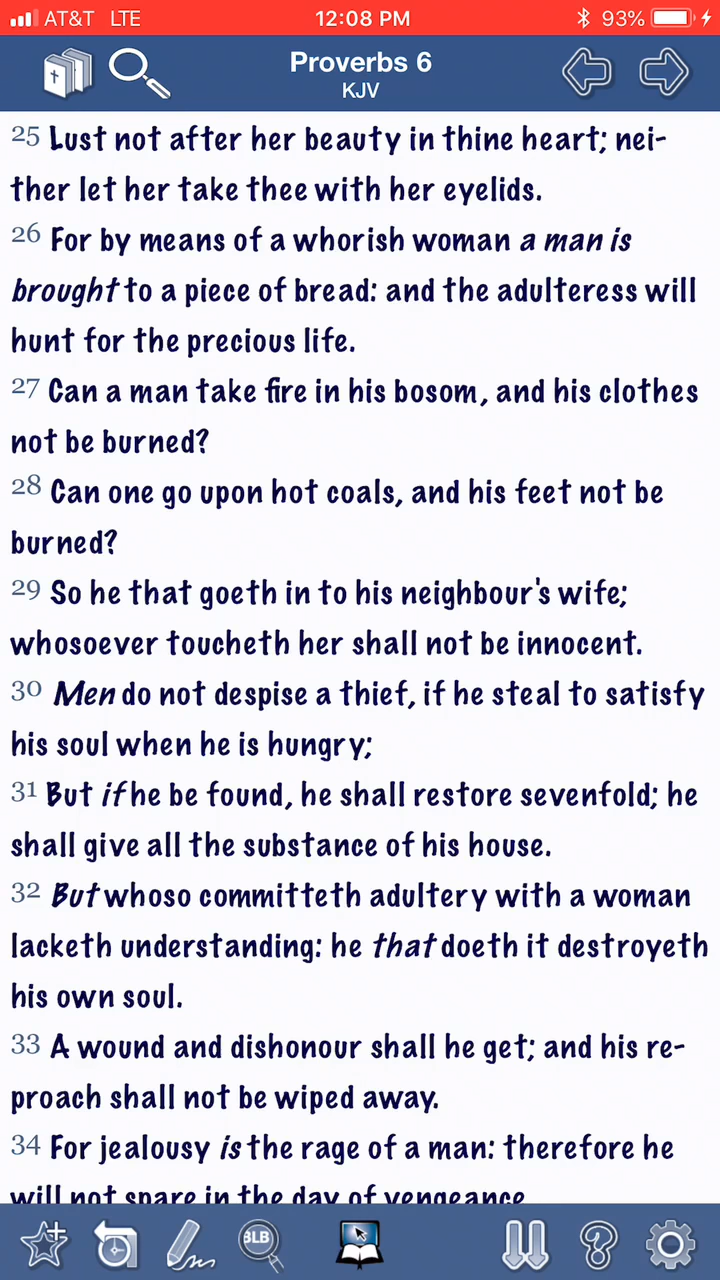 AT&T LTE 12:08 PM 93%
Proverbs 6
KJV
25 Lust not after her beauty in thine heart; nei-
ther let her take thee with her eyelids.
26 For by means of a whorish woman a man is
brought to a piece of bread: and the adulteress will
hunt for the precious life.
27 Can a man take fire in his bosom, and his clothes
not be burned?
28 Can one go upon hot coals, and his feet not be
burned?
29 So he that goeth in to his neighbour's wife;
whosoever toucheth her shall not be innocent.
30 Men do not despise a thief, if he steal to satisfy
his soul when he is hungry;
31 But if he be found, he shall restore sevenfold; he
shall give all the substance of his house.
32 But whoso committeth adultery with a woman
lacketh understanding: he that doeth it destroyeth
his own soul.
33 A wound and dishonour shall he get; and his re-
proach shall not be wiped away.
34 For jealousy is the rage of a man: therefore he
will not spare in the day of vengeance
BLB